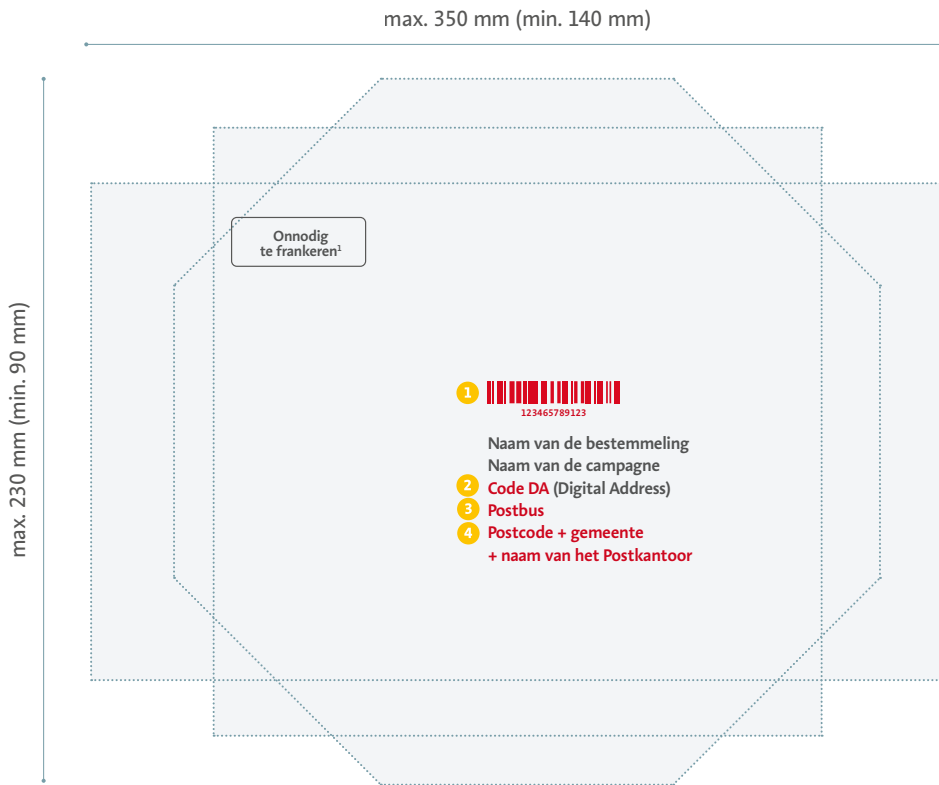 max. 350 mm (min. 140 mm)
max. 230 mm (min. 90 mm)
Onnodig
te frankeren¹
1
123465789123
Naam van de bestemmeling
Naam van de campagne
2 Code DA (Digital Address)
3 Postbus
4 Postcode + gemeente
+ naam van het Postkantoor